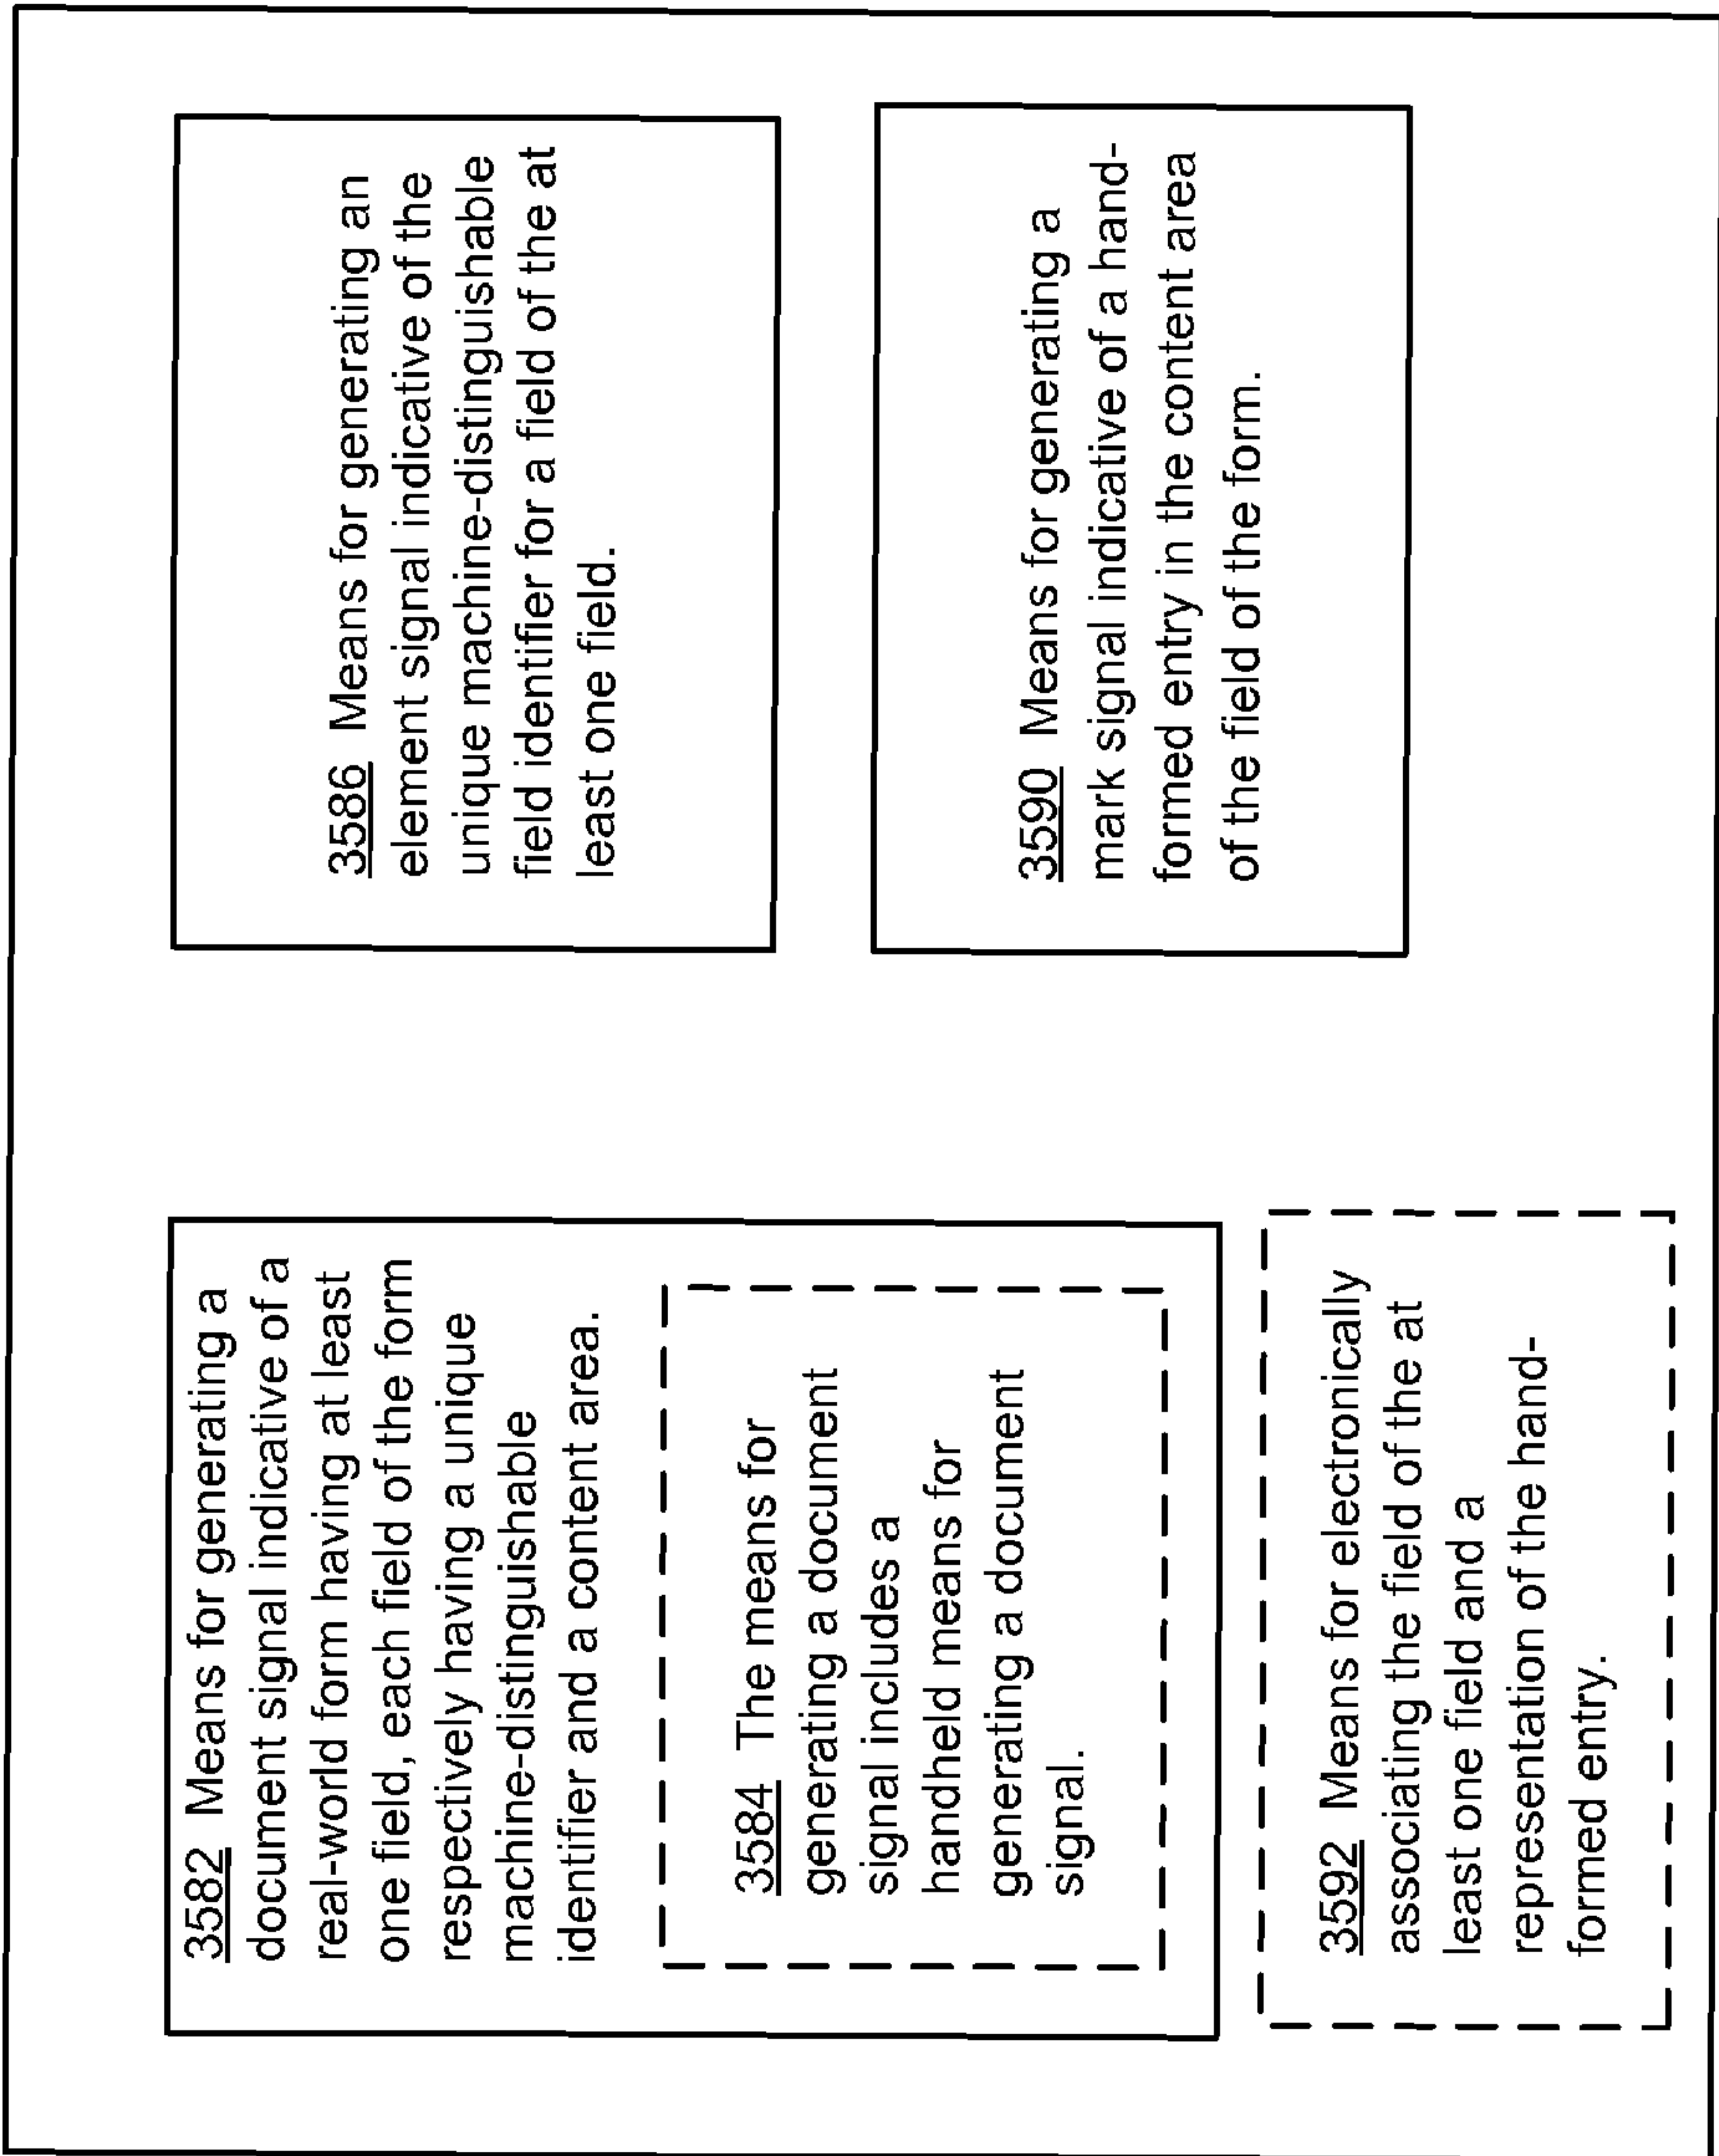 3582 Means for generating a
document signal indicative of a
real-world form having at least
one field, each field of the form
respectively having a unique
machine-distinguishable
identifier and a content area.
3584 The means for
generating a document
signal includes a
handheld means for
generating a document
signal.
3592 Means for electronically
associating the field of the at
least one field and a
representation of the hand-
formed entry.
3586 Means for generating an
element signal indicative of the
unique machine-distinguishable
field identifier for a field of the at
least one field.
3590 Means for generating a
mark signal indicative of a hand-
formed entry in the content area
of the field of the form.